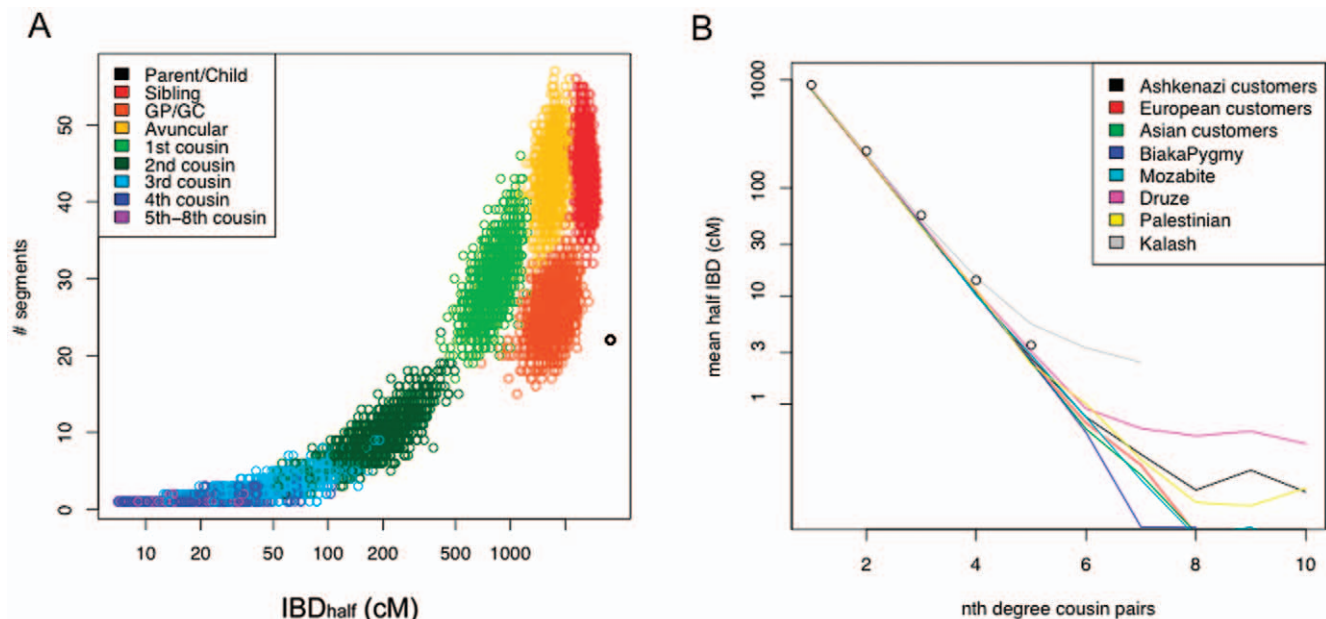 A
Parent/Child
Sibling
GP/GC
Avuncular
1st cousin
2nd cousin
3rd cousin
4th cousin
5th−8th cousin
# segments
0
10
20
30
40
50
10
20
50
100
200
500
1000
IBDhalf (cM)
B
Ashkenazi customers
European customers
Asian customers
BiakaPygmy
Mozabite
Druze
Palestinian
Kalash
mean half IBD (cM)
1000
100
30
10
3
1
2
4
6
8
10
nth degree cousin pairs